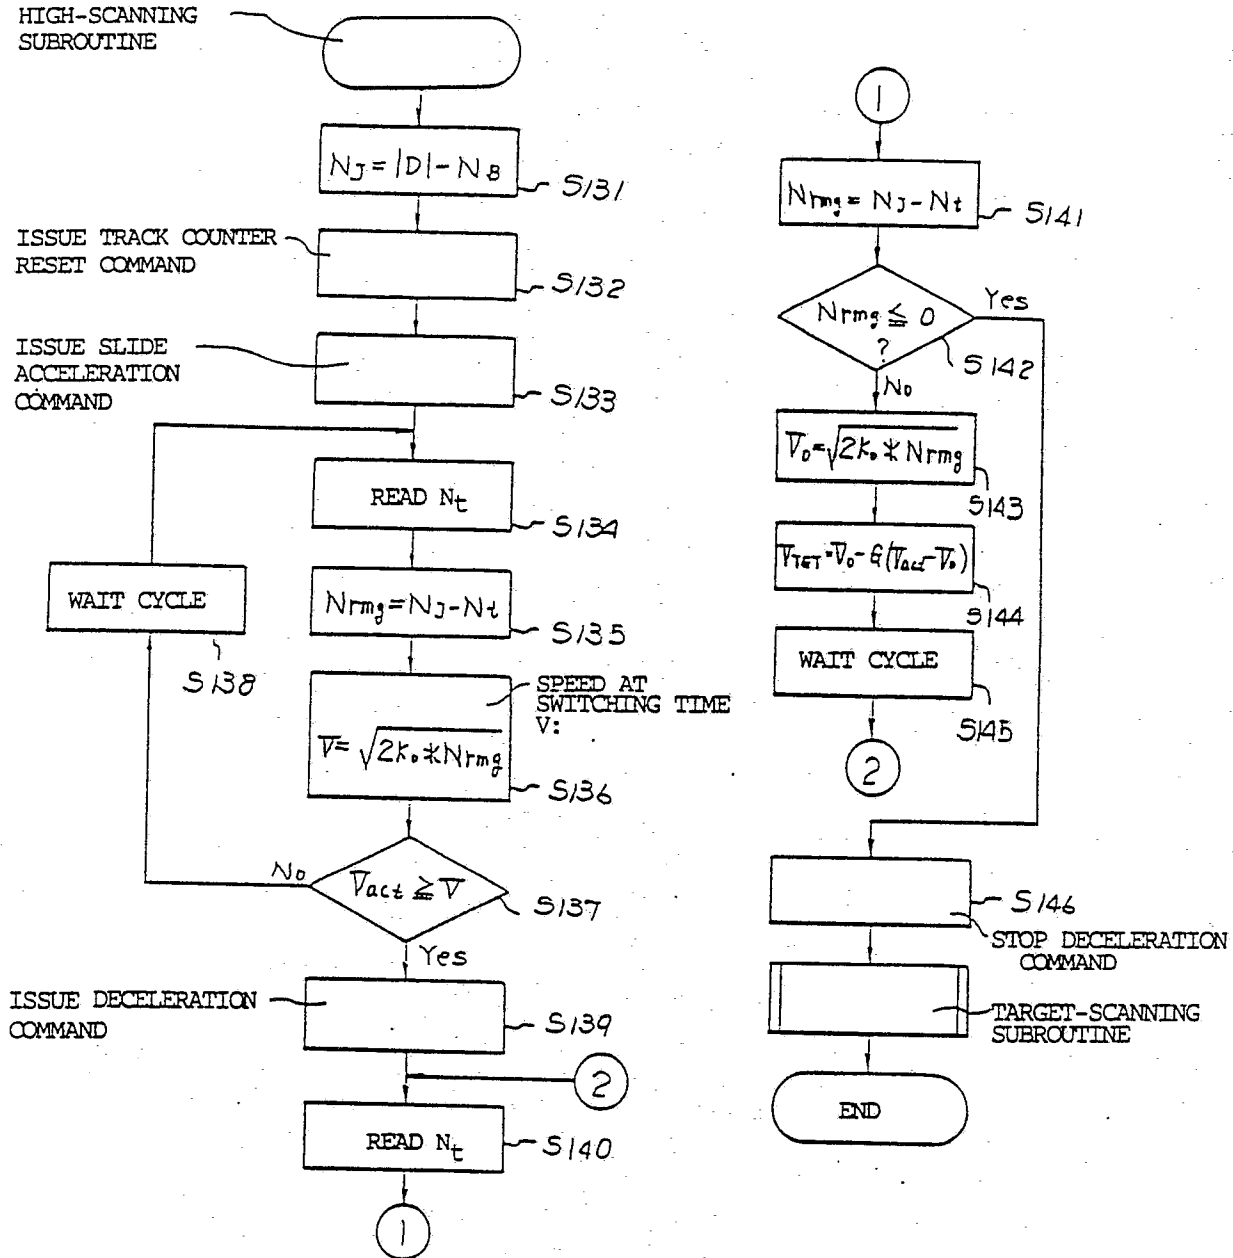 HIGH-SCANNING
SUBROUTINE
NJ = |D| - NB
S131
ISSUE TRACK COUNTER
RESET COMMAND
S132
ISSUE SLIDE
ACCELERATION
COMMAND
S133
READ Nt
S134
WAIT CYCLE
S138
Nrmg = NJ - Nt
S135
SPEED AT
SWITCHING TIME
V:
V = √2K₀ * Nrmg
S136
No
Vact ≧ V
S137
Yes
ISSUE DECELERATION
COMMAND
S139
2
READ Nt
S140
1
1
Nrmg = NJ - Nt
S141
Nrmg ≦ 0
?
Yes
S142
No
V₀ = √2K₀ * Nrmg
S143
VTET = V₀ - G(Vact - V₀)
S144
WAIT CYCLE
S145
2
S146
STOP DECELERATION
COMMAND
TARGET-SCANNING
SUBROUTINE
END